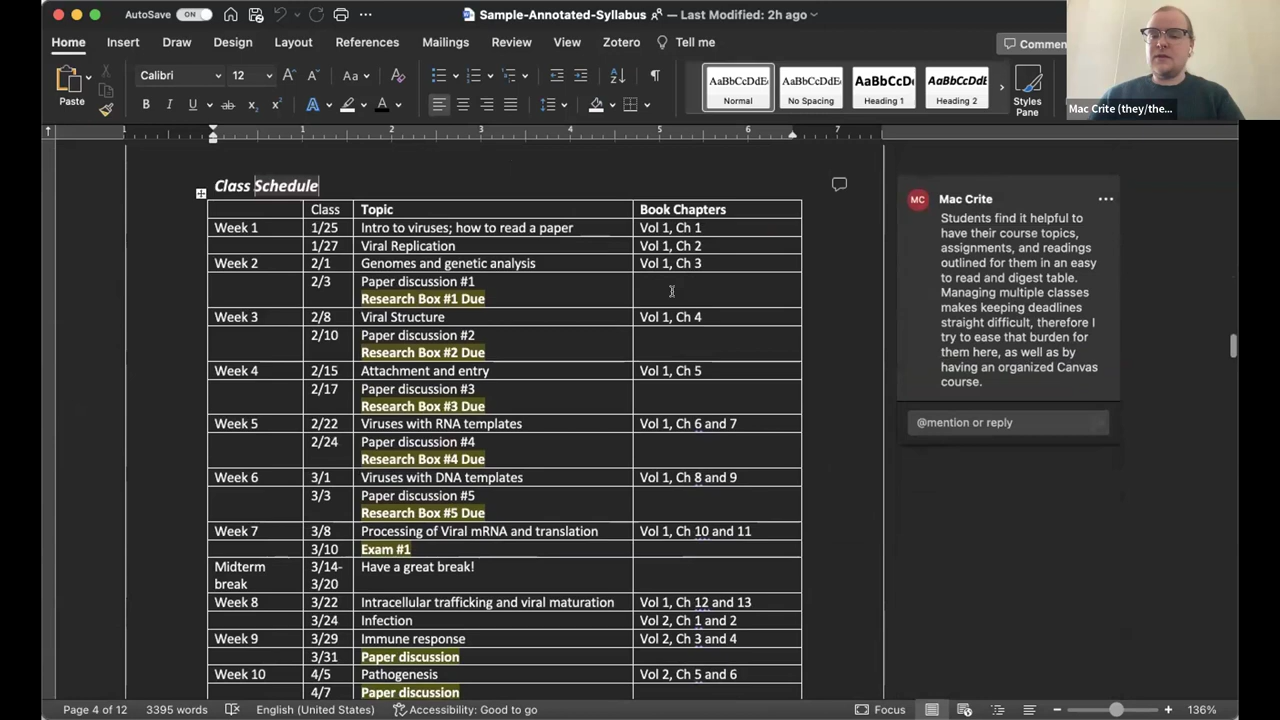 AutoSave ON Sample-Annotated-Syllabus — Last Modified: 2h ago
Home Insert Draw Design Layout References Mailings Review View Zotero Tell me Commen
Paste Calibri 12 Aa A AaBbCcDdEe AaBbCcDdEe AaBbCcDc AaBbCcDdE
B I U ab x₂ x² A A Normal No Spacing Heading 1 Heading 2 Styles Pane
Mac Crite (they/the...
1 1 2 3 4 5 6 7
Class Schedule
Class Topic Book Chapters
Week 1 1/25 Intro to viruses; how to read a paper Vol 1, Ch 1
1/27 Viral Replication Vol 1, Ch 2
Week 2 2/1 Genomes and genetic analysis Vol 1, Ch 3
2/3 Paper discussion #1
Research Box #1 Due
Week 3 2/8 Viral Structure Vol 1, Ch 4
2/10 Paper discussion #2
Research Box #2 Due
Week 4 2/15 Attachment and entry Vol 1, Ch 5
2/17 Paper discussion #3
Research Box #3 Due
Week 5 2/22 Viruses with RNA templates Vol 1, Ch 6 and 7
2/24 Paper discussion #4
Research Box #4 Due
Week 6 3/1 Viruses with DNA templates Vol 1, Ch 8 and 9
3/3 Paper discussion #5
Research Box #5 Due
Week 7 3/8 Processing of Viral mRNA and translation Vol 1, Ch 10 and 11
3/10 Exam #1
Midterm 3/14- Have a great break!
break 3/20
Week 8 3/22 Intracellular trafficking and viral maturation Vol 1, Ch 12 and 13
3/24 Infection Vol 2, Ch 1 and 2
Week 9 3/29 Immune response Vol 2, Ch 3 and 4
3/31 Paper discussion
Week 10 4/5 Pathogenesis Vol 2, Ch 5 and 6
4/7 Paper discussion
MC Mac Crite
Students find it helpful to
have their course topics,
assignments, and readings
outlined for them in an easy
to read and digest table.
Managing multiple classes
makes keeping deadlines
straight difficult, therefore I
try to ease that burden for
them here, as well as by
having an organized Canvas
course.
@mention or reply
Page 4 of 12 3395 words English (United States) Accessibility: Good to go Focus 136%